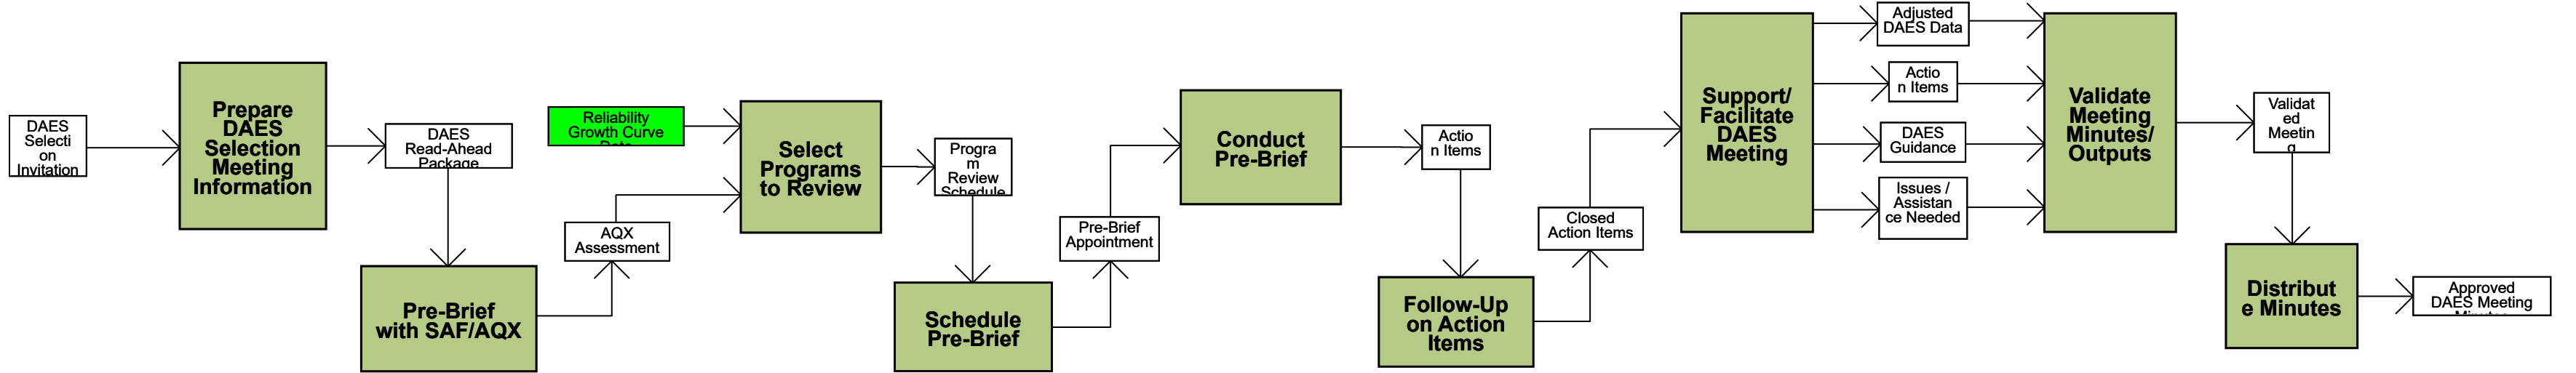 DAES
Selecti
on
Invitation
Prepare
DAES
Selection
Meeting
Information
DAES
Read-Ahead
Package
Pre-Brief
with SAF/AQX
AQX
Assessment
Reliability
Growth Curve
Data
Select
Programs
to Review
Progra
m
Review
Schedule
Schedule
Pre-Brief
Pre-Brief
Appointment
Conduct
Pre-Brief
Actio
n Items
Follow-Up
on Action
Items
Closed
Action Items
Support/
Facilitate
DAES
Meeting
Adjusted
DAES Data
Actio
n Items
DAES
Guidance
Issues /
Assistan
ce Needed
Validate
Meeting
Minutes/
Outputs
Validat
ed
Meetin
g
Distribut
e Minutes
Approved
DAES Meeting
Minutes